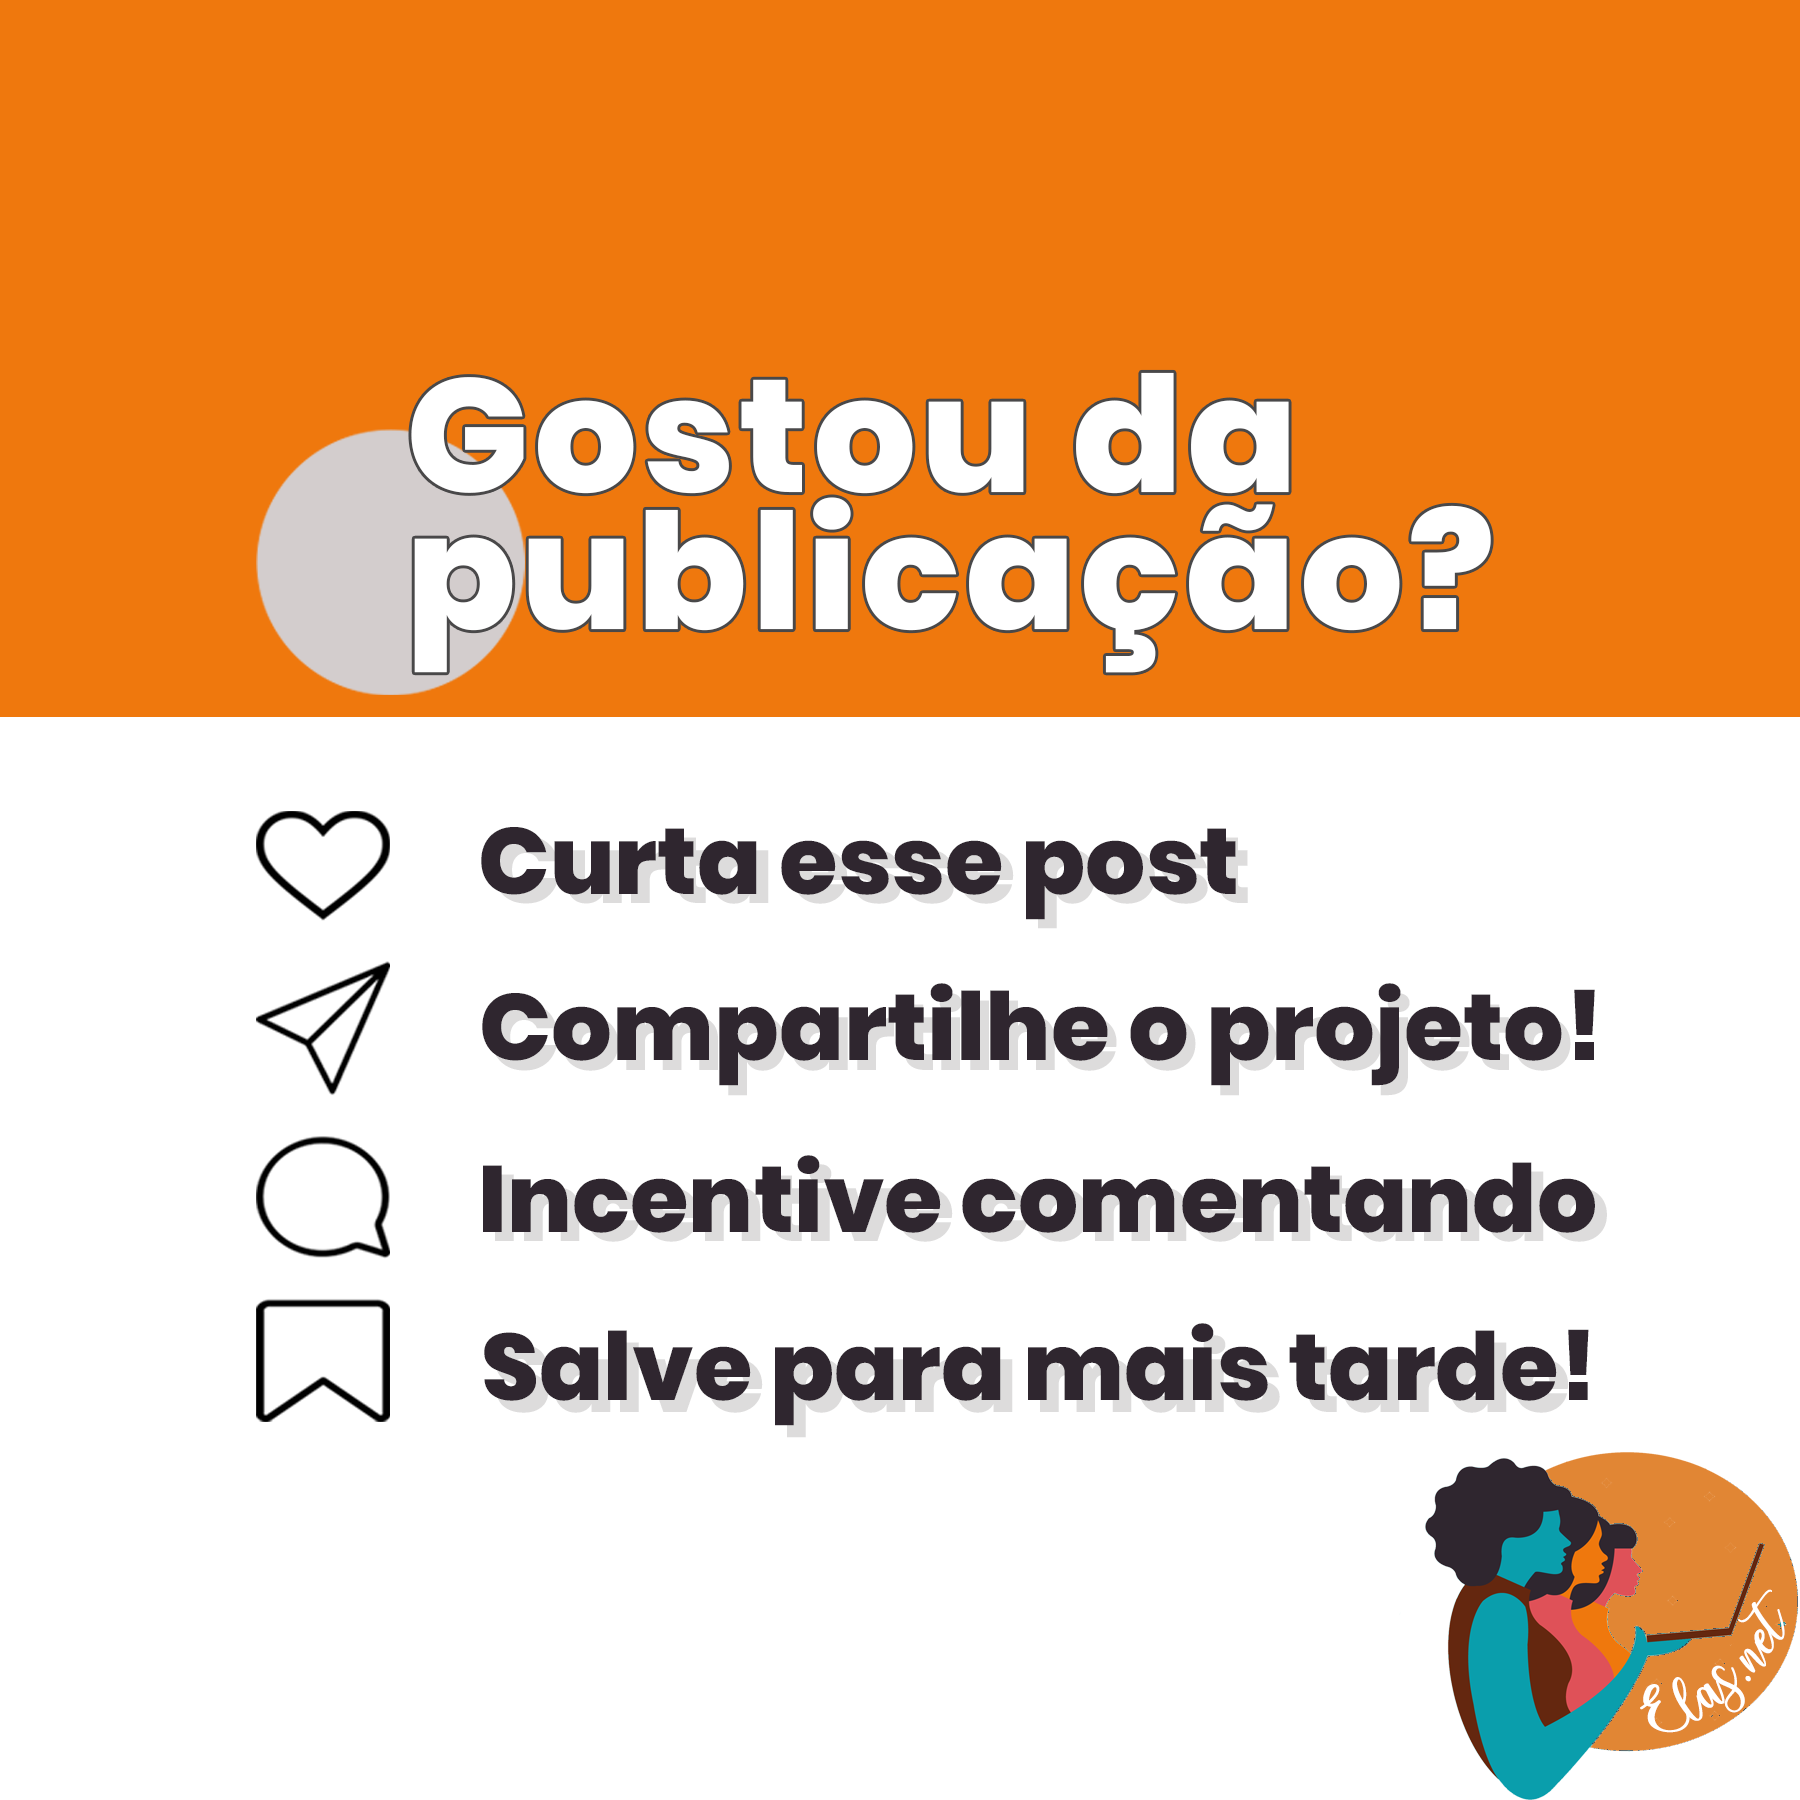 Gostou da
publicação?
Curta esse post
Compartilhe o projeto!
Incentive comentando
Salve para mais tarde!
Elas.net